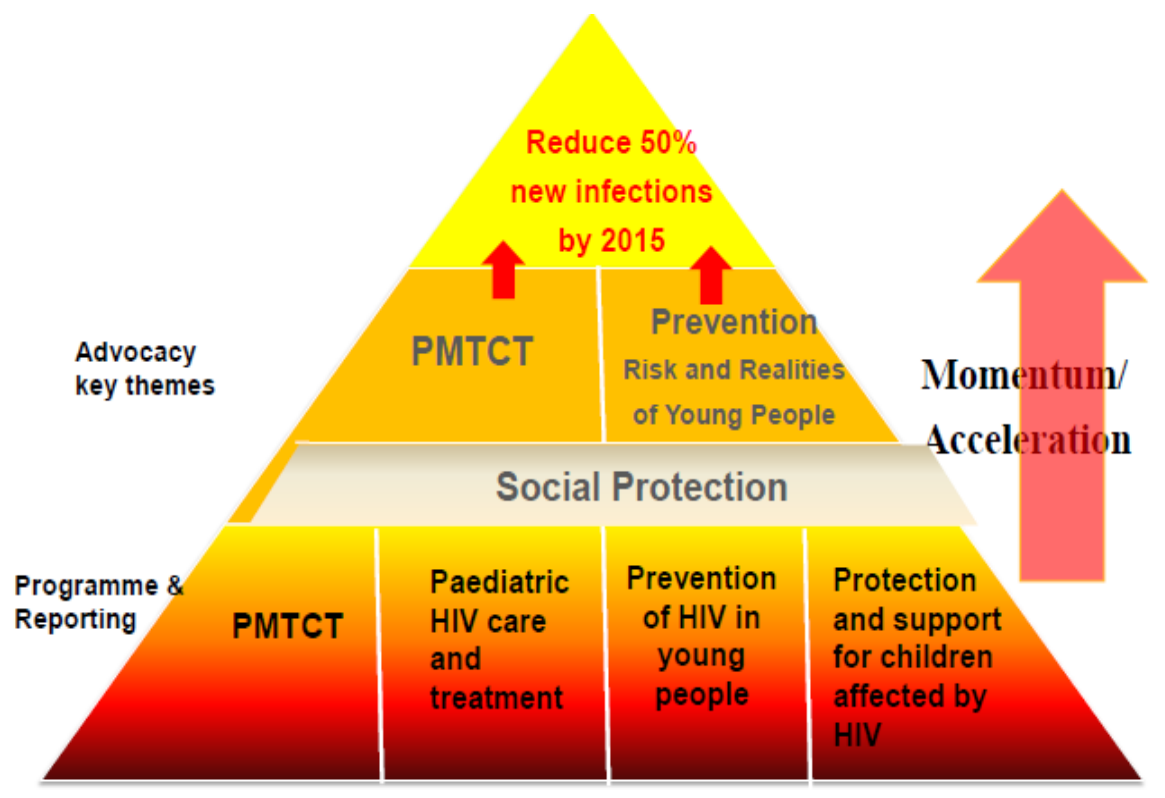 Reduce 50%
new infections
by 2015
Advocacy
key themes
PMTCT
Prevention
Risk and Realities
of Young People
Momentum/
Acceleration
Social Protection
Programme &
Reporting
PMTCT
Paediatric
HIV care
and
treatment
Prevention
of HIV in
young
people
Protection
and support
for children
affected by
HIV